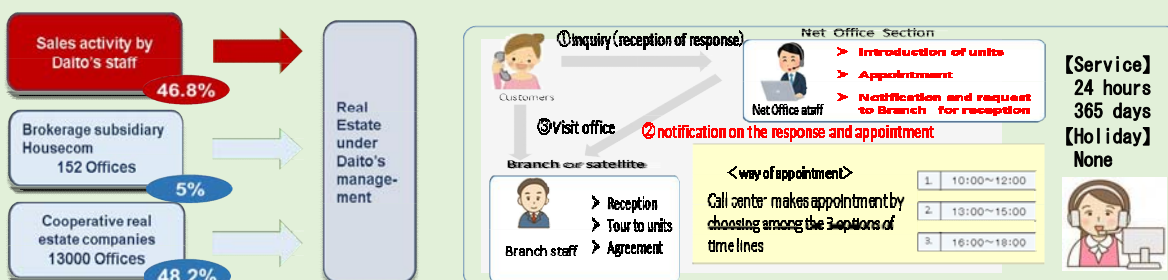 Sales activity by
Daito's staff
46.8%
Brokerage subsidiary
Housecom
152 Offices
5%
Cooperative real
estate companies
13000 Offices
48.2%
Real
Estate
under
Daito's
manage-
ment
①Inquiry (reception of response)
Customers
③Visit office
②notification on the response and appointment
Net Office Section
Net Office staff
➢ Introduction of units
➢ Appointment
➢ Notification and request
to Branch for reception
Branch or satellite
Branch staff
➢ Reception
➢ Tour to units
➢ Agreement
<way of appointment>
Call center makes appointment by
choosing among the 3 options of
time lines
1. 10:00~12:00
2. 13:00~15:00
3. 16:00~18:00
【Service】
24 hours
365 days
【Holiday】
None